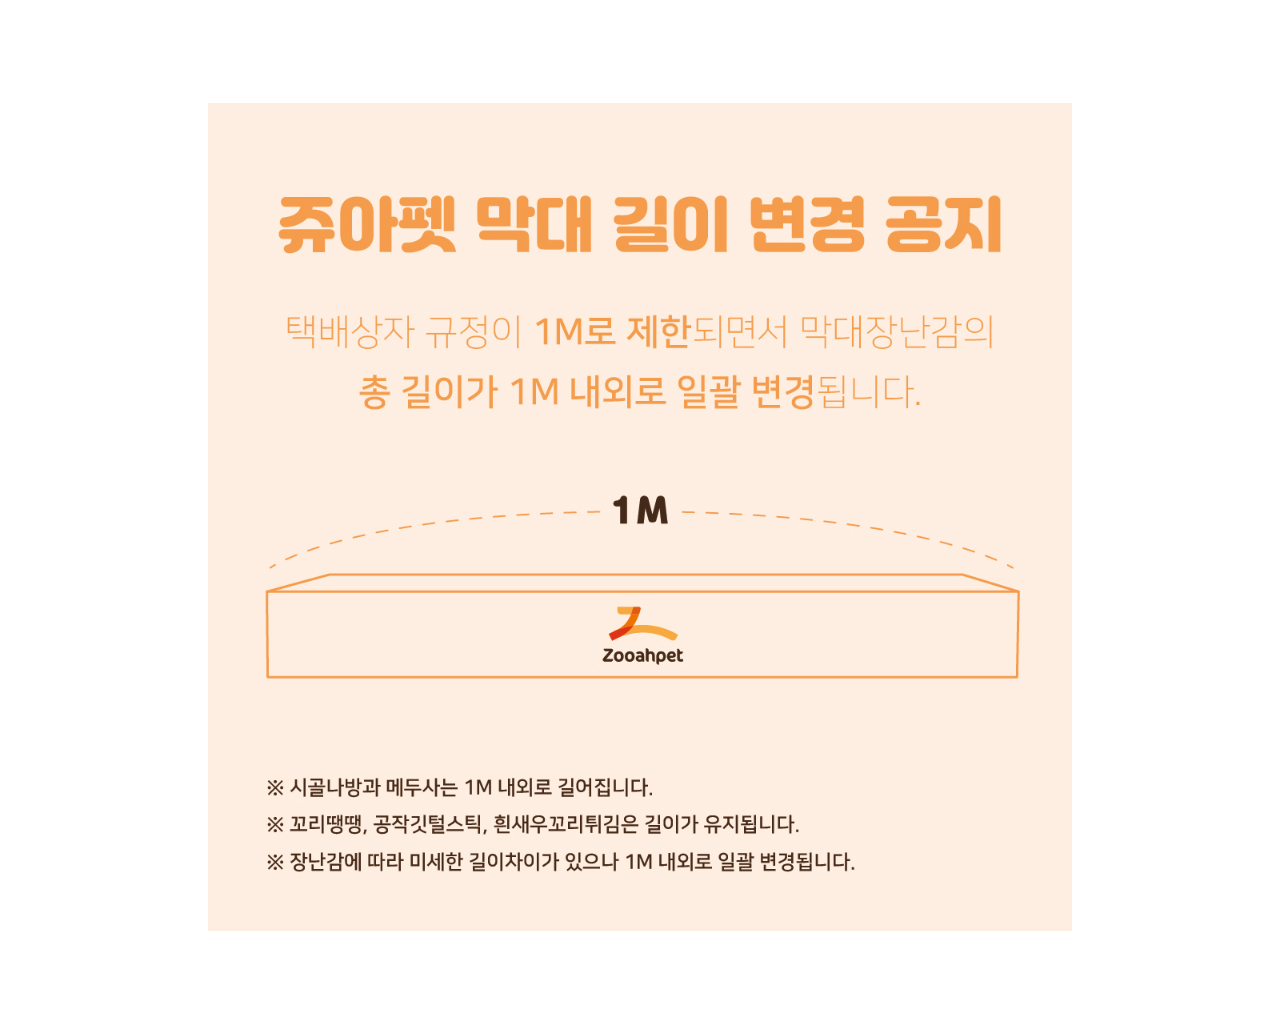 쥬아펫 막대 길이 변경 공지
택배상자 규정이 1M로 제한되면서 막대장난감의
총 길이가 1M 내외로 일괄 변경됩니다.
1M
Zooahpet
※ 시골나방과 메두사는 1M 내외로 길어집니다.
※ 꼬리땡땡, 공작깃털스틱, 흰새우꼬리튀김은 길이가 유지됩니다.
※ 장난감에 따라 미세한 길이차이가 있으나 1M 내외로 일괄 변경됩니다.